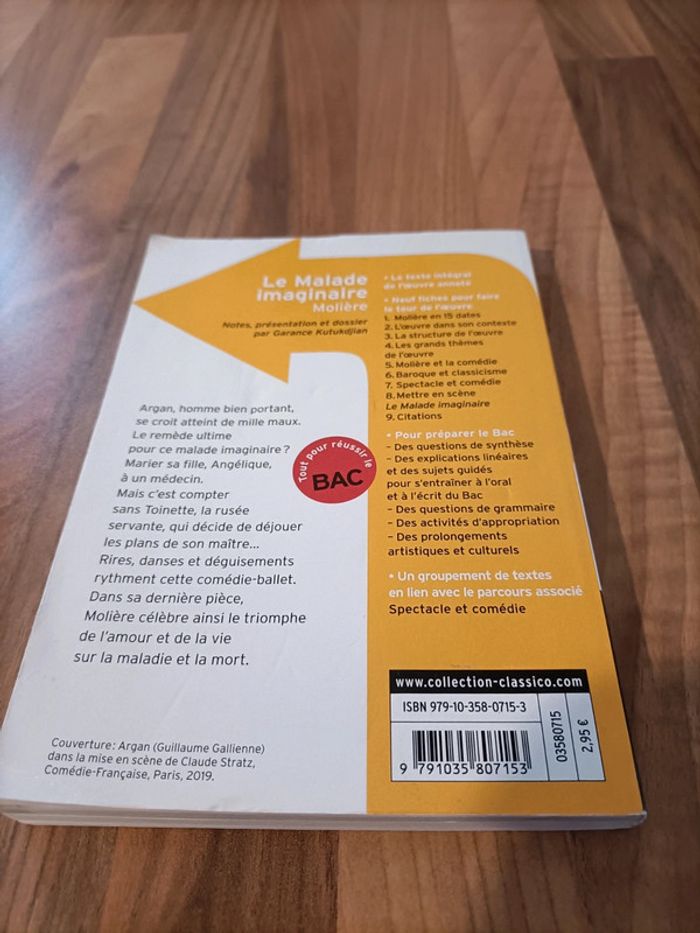 Le Malade
imaginaire
Molière
Notes, présentation et dossier
par Garance Kutukdjian
Argan, homme bien portant,
se croit atteint de mille maux.
Le remède ultime
pour ce malade imaginaire ?
Marier sa fille, Angélique,
à un médecin.
Mais c'est compter
sans Toinette, la rusée
servante, qui décide de déjouer
les plans de son maître...
Rires, danses et déguisements
rythment cette comédie-ballet.
Dans sa dernière pièce,
Molière célèbre ainsi le triomphe
de l'amour et de la vie
sur la maladie et la mort.
Couverture : Argan (Guillaume Gallienne)
dans la mise en scène de Claude Stratz,
Comédie-Française, Paris, 2019.
Tout pour réussir le
BAC
• Le texte intégral
de l'œuvre annoté
• Neuf fiches pour faire
le tour de l'œuvre
1. Molière en 15 dates
2. L'œuvre dans son contexte
3. La structure de l'œuvre
4. Les grands thèmes
de l'œuvre
5. Molière et la comédie
6. Baroque et classicisme
7. Spectacle et comédie
8. Mettre en scène
Le Malade imaginaire
9. Citations
• Pour préparer le Bac
– Des questions de synthèse
– Des explications linéaires
et des sujets guidés
pour s'entraîner à l'oral
et à l'écrit du Bac
– Des questions de grammaire
– Des activités d'appropriation
– Des prolongements
artistiques et culturels
• Un groupement de textes
en lien avec le parcours associé
Spectacle et comédie
www.collection-classico.com
ISBN 979-10-358-0715-3
9 791035 807153
03580715
2,95 €